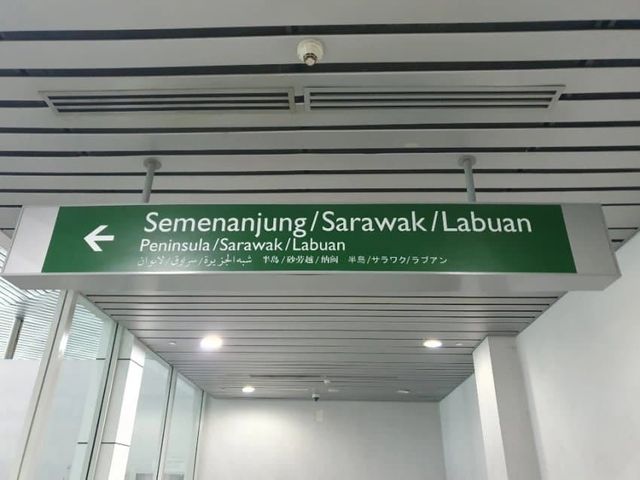 Semenanjung/Sarawak/Labuan
Peninsula/Sarawak/Labuan
شبه الجزيرة/سرووق/لابوان 半岛/砂劳越/纳闽 半島/サラワク/ラブアン